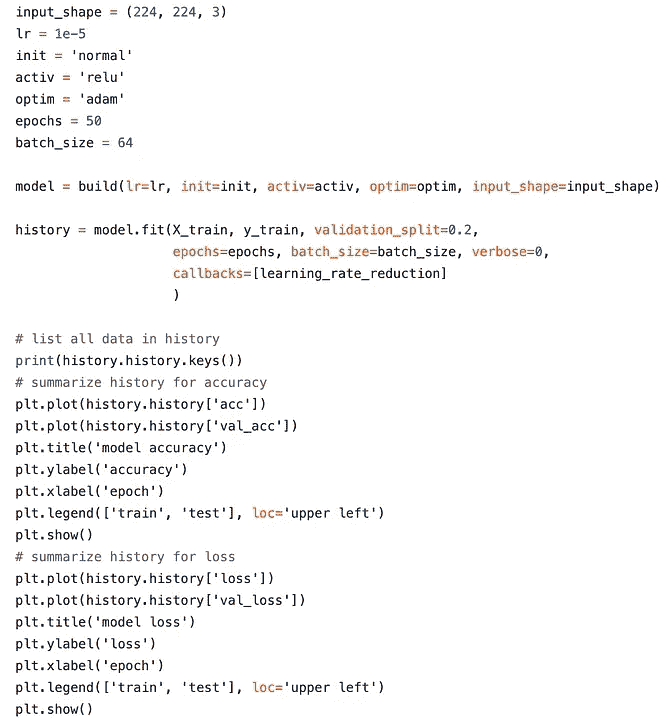 input_shape = (224, 224, 3)
lr = 1e-5
init = 'normal'
activ = 'relu'
optim = 'adam'
epochs = 50
batch_size = 64

model = build(lr=lr, init=init, activ=activ, optim=optim, input_shape=input_shape)

history = model.fit(X_train, y_train, validation_split=0.2,
                    epochs=epochs, batch_size=batch_size, verbose=0,
                    callbacks=[learning_rate_reduction]
                    )

# list all data in history
print(history.history.keys())
# summarize history for accuracy
plt.plot(history.history['acc'])
plt.plot(history.history['val_acc'])
plt.title('model accuracy')
plt.ylabel('accuracy')
plt.xlabel('epoch')
plt.legend(['train', 'test'], loc='upper left')
plt.show()
# summarize history for loss
plt.plot(history.history['loss'])
plt.plot(history.history['val_loss'])
plt.title('model loss')
plt.ylabel('loss')
plt.xlabel('epoch')
plt.legend(['train', 'test'], loc='upper left')
plt.show()